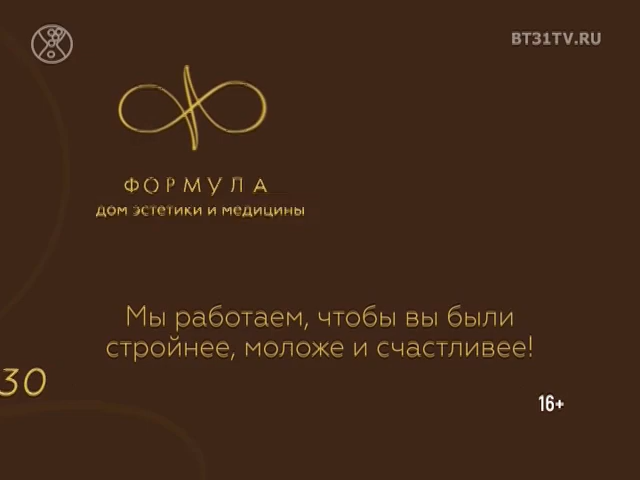 BT31TV.RU
ФОРМУЛА
дом эстетики и медицины
Мы работаем, чтобы вы были
стройнее, моложе и счастливее!
30
16+